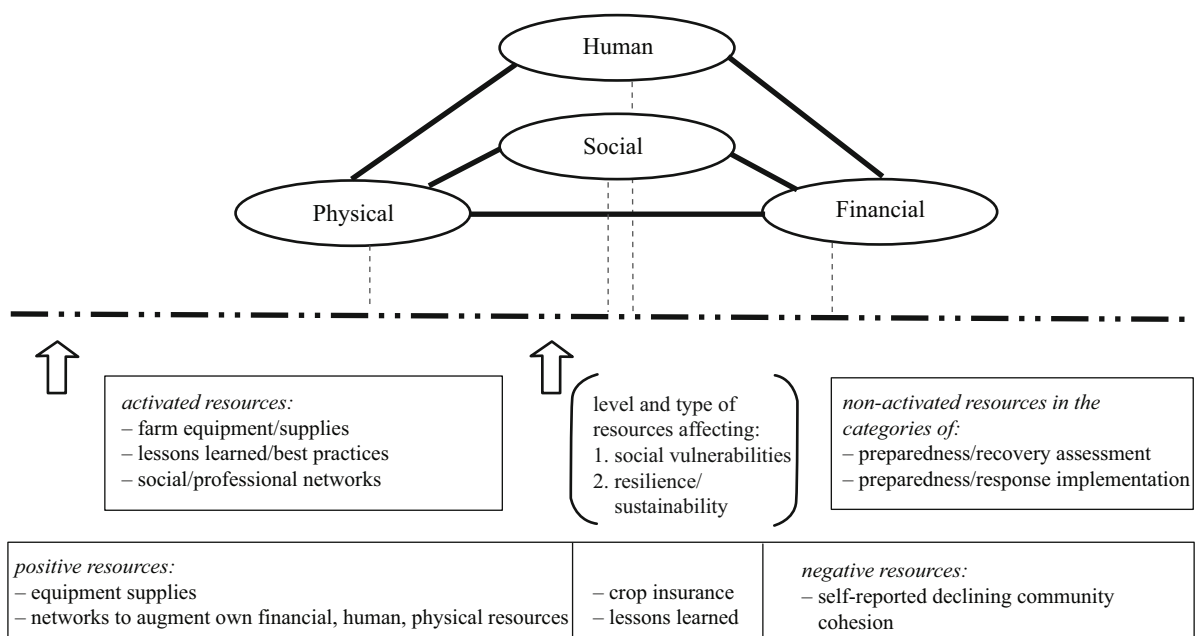 Human
Social
Physical
Financial
activated resources:
– farm equipment/supplies
– lessons learned/best practices
– social/professional networks
level and type of
resources affecting:
1. social vulnerabilities
2. resilience/
sustainability
non-activated resources in the
categories of:
– preparedness/recovery assessment
– preparedness/response implementation
positive resources:
– equipment supplies
– networks to augment own financial, human, physical resources
– crop insurance
– lessons learned
negative resources:
– self-reported declining community
cohesion